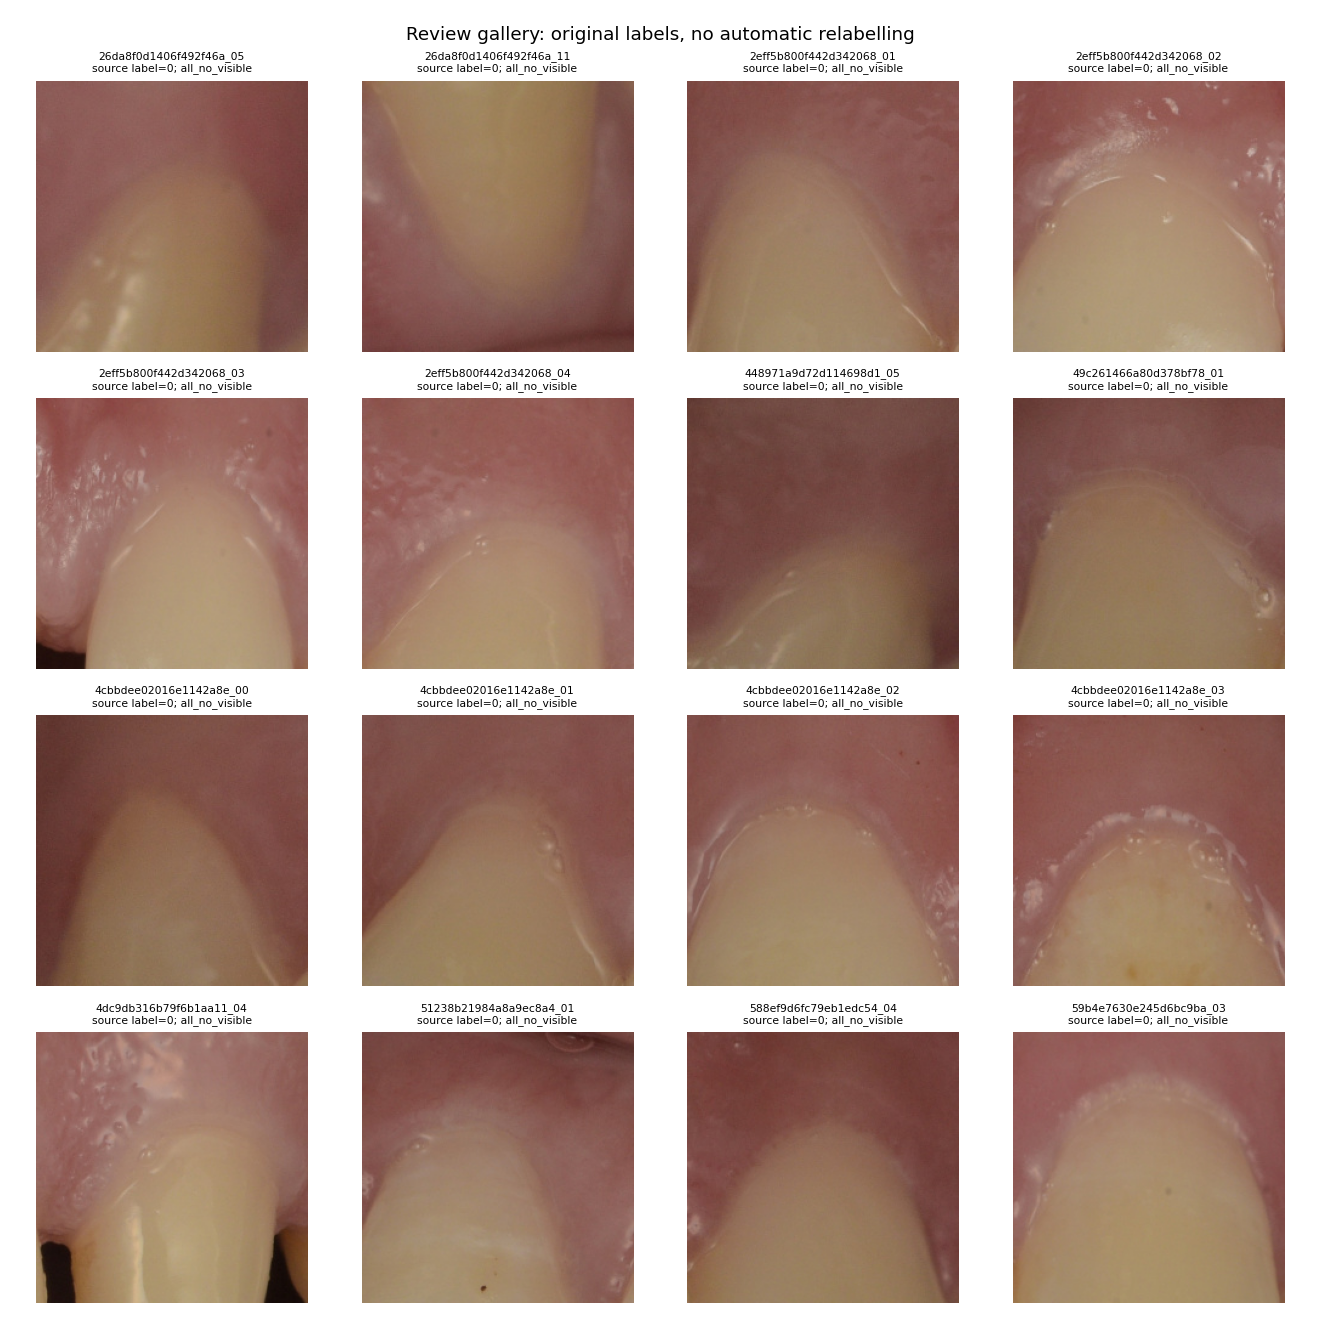 Review gallery: original labels, no automatic relabelling
26da8f0d1406f492f46a_05
source label=0; all_no_visible
26da8f0d1406f492f46a_11
source label=0; all_no_visible
2eff5b800f442d342068_01
source label=0; all_no_visible
2eff5b800f442d342068_02
source label=0; all_no_visible
2eff5b800f442d342068_03
source label=0; all_no_visible
2eff5b800f442d342068_04
source label=0; all_no_visible
448971a9d72d114698d1_05
source label=0; all_no_visible
49c261466a80d378bf78_01
source label=0; all_no_visible
4cbbdee02016e1142a8e_00
source label=0; all_no_visible
4cbbdee02016e1142a8e_01
source label=0; all_no_visible
4cbbdee02016e1142a8e_02
source label=0; all_no_visible
4cbbdee02016e1142a8e_03
source label=0; all_no_visible
4dc9db316b79f6b1aa11_04
source label=0; all_no_visible
51238b21984a8a9ec8a4_01
source label=0; all_no_visible
588ef9d6fc79eb1edc54_04
source label=0; all_no_visible
59b4e7630e245d6bc9ba_03
source label=0; all_no_visible